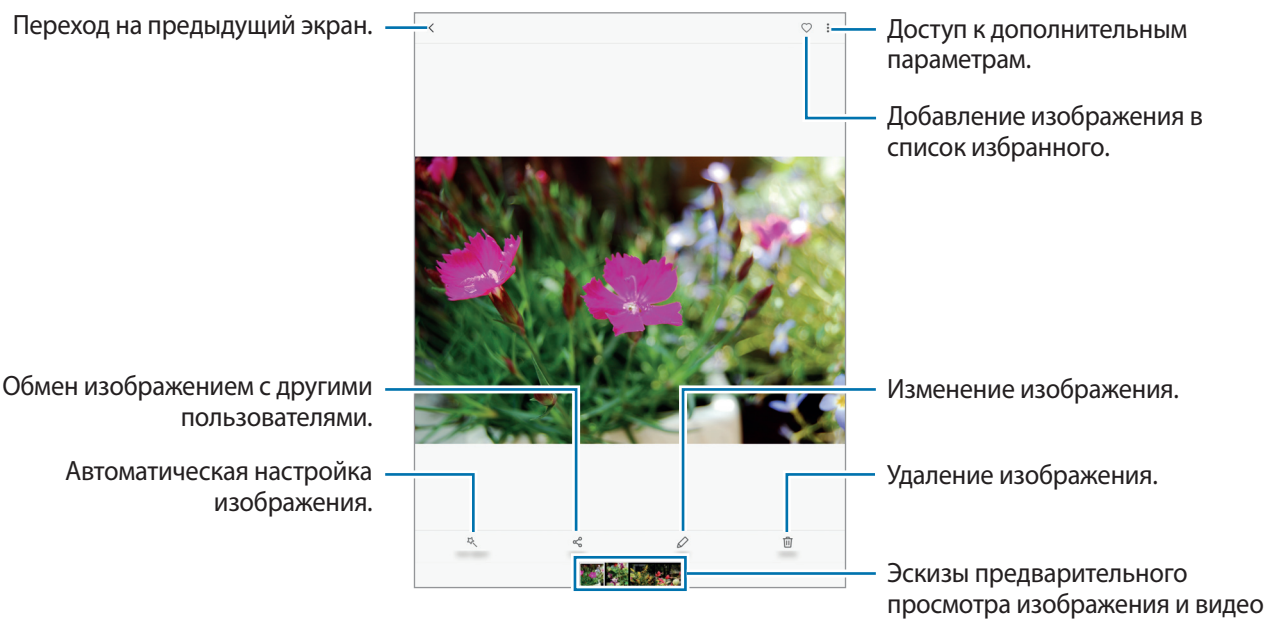 Переход на предыдущий экран.
Доступ к дополнительным
параметрам.
Добавление изображения в
список избранного.
Обмен изображением с другими
пользователями.
Изменение изображения.
Автоматическая настройка
изображения.
Удаление изображения.
Эскизы предварительного
просмотра изображения и видео